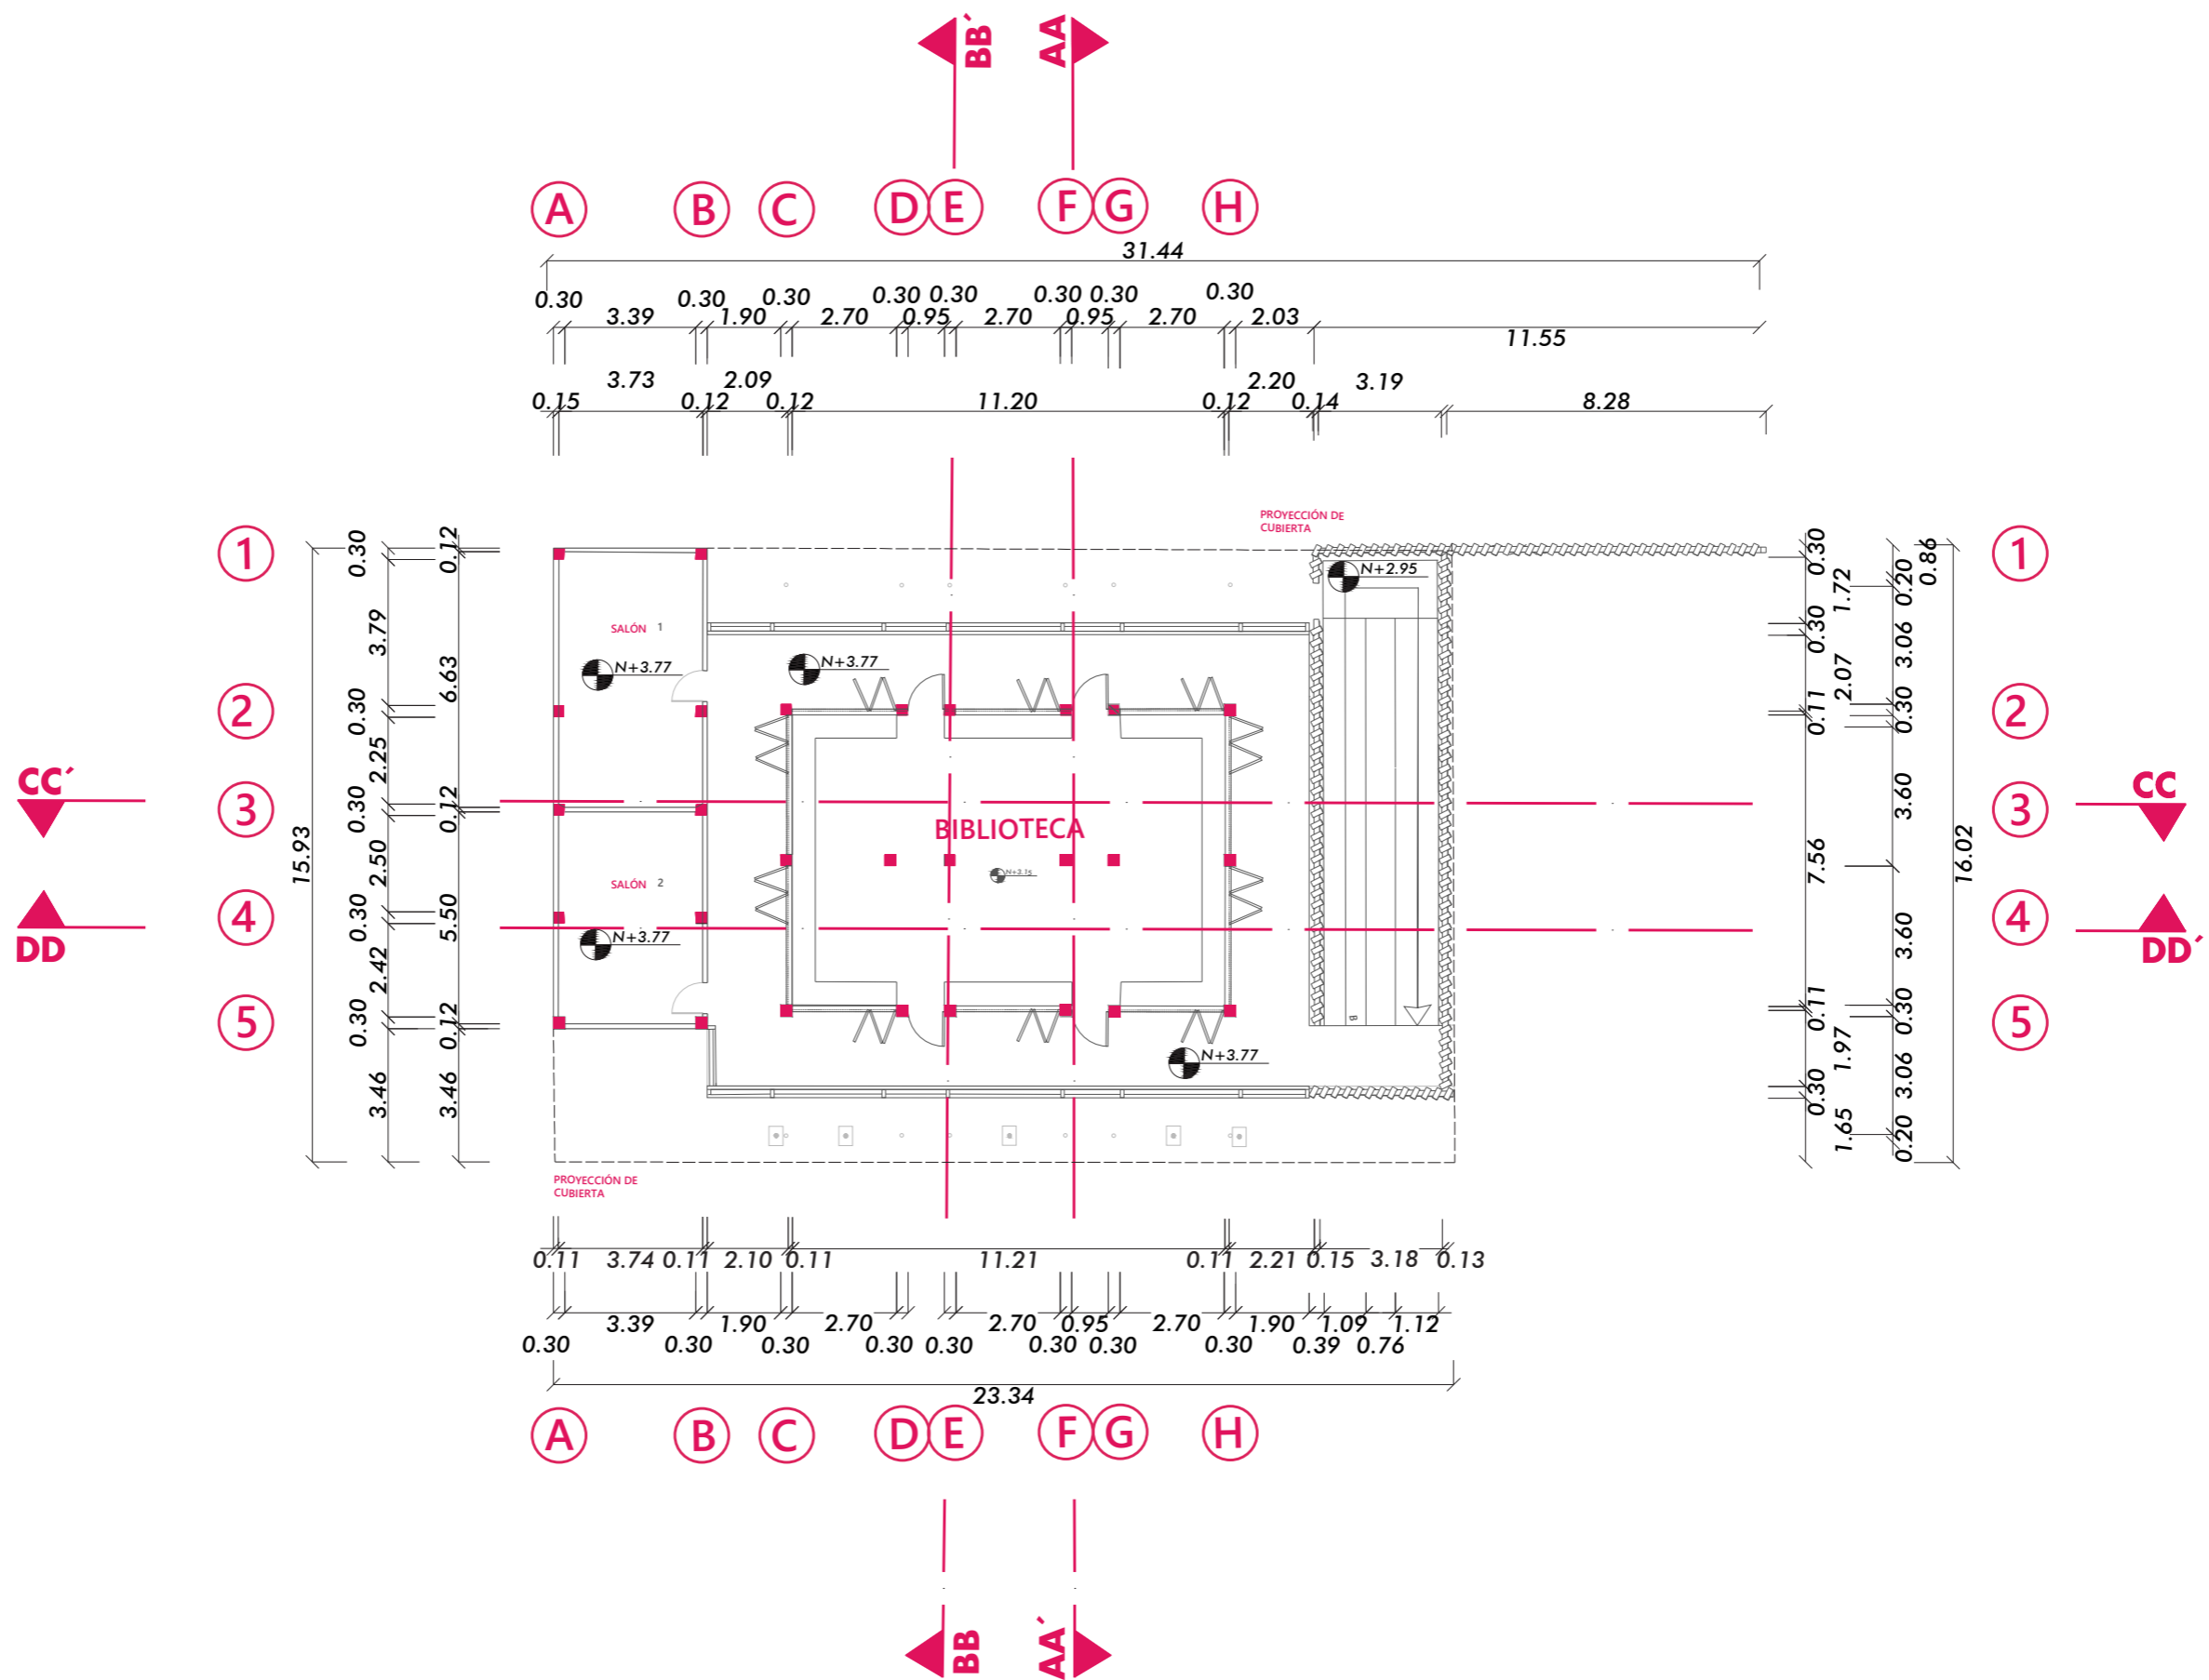 BB´ AA
A B C D E F G H
31.44
0.30 0.30 0.30 0.30 0.30 0.30 0.30 0.30
3.39 1.90 2.70 0.95 2.70 0.95 2.70 2.03 11.55
3.73 2.09 2.20 3.19
0.15 0.12 0.12 11.20 0.12 0.14 8.28
PROYECCIÓN DE
CUBIERTA
1
2
3
4
5
CC´
DD
15.93
0.30 3.79 0.30 2.25 0.30 2.50 0.30 2.42 0.30 3.46
0.12 6.63 0.12 5.50 0.12 3.46
N+2.95
SALÓN 1
N+3.77
N+3.77
BIBLIOTECA
SALÓN 2
N+3.77
B
N+3.77
0.30 0.30 0.11 7.56 0.11 0.30
1.72 2.07 1.97 1.65
0.20 3.06 0.30 3.60 3.60 0.30 3.06 0.20
0.86
16.02
1
2
3
4
5
CC
DD´
PROYECCIÓN DE
CUBIERTA
0.11 3.74 0.11 2.10 0.11 11.21 0.11 2.21 0.15 3.18 0.13
3.39 1.90 2.70 2.70 0.95 2.70 1.90 1.09 1.12
0.30 0.30 0.30 0.30 0.30 0.30 0.30 0.30 0.39 0.76
23.34
A B C D E F G H
BB AA´